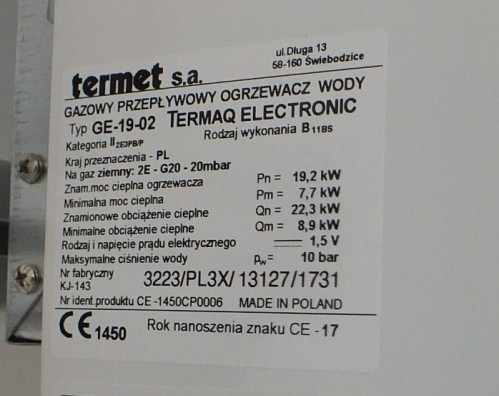 termet s.a.
ul.Długa 13
58-160 Świebodzice
GAZOWY PRZEPŁYWOWY OGRZEWACZ WODY
Typ GE-19-02 TERMAQ ELECTRONIC
Kategoria II2E3PB/P Rodzaj wykonania B11BS
Kraj przeznaczenia - PL
Na gaz ziemny: 2E - G20 - 20mbar
Znam.moc cieplna ogrzewacza Pn = 19,2 kW
Minimalna moc cieplna Pm = 7,7 kW
Znamionowe obciążenie cieplne Qn = 22,3 kW
Minimalne obciążenie cieplne Qm = 8,9 kW
Rodzaj i napięcie prądu elektrycznego 1,5 V
Maksymalne ciśnienie wody pw= 10 bar
Nr fabryczny 3223/PL3X/13127/1731
KJ-143
Nr ident.produktu CE -1450CP0006 MADE IN POLAND
CE 1450 Rok nanoszenia znaku CE - 17